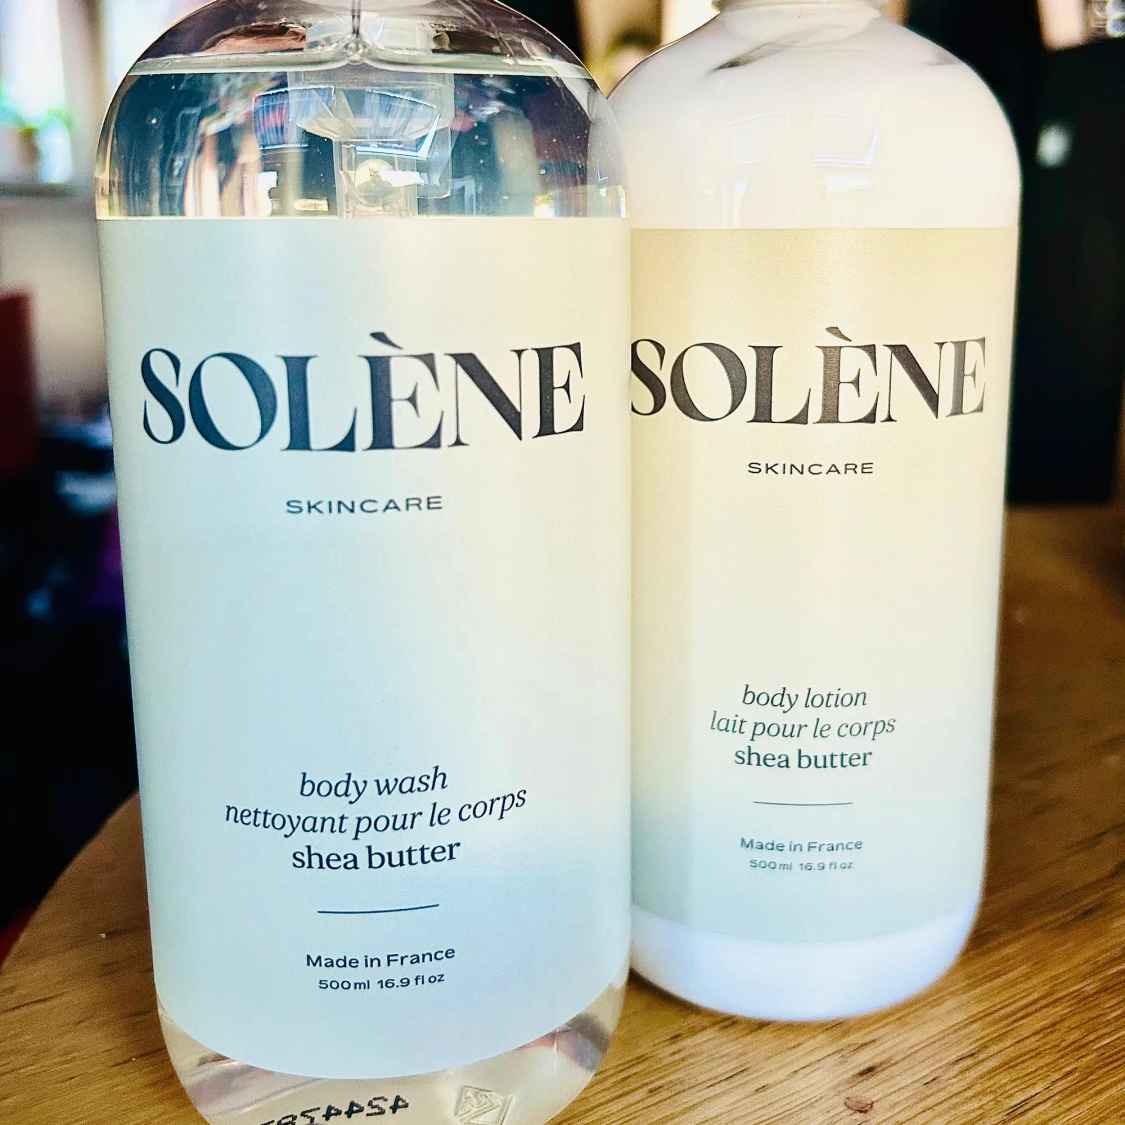 SOLÈNE
SKINCARE
body wash
nettoyant pour le corps
shea butter
Made in France
500ml 16.9 fl oz
SOLÈNE
SKINCARE
body lotion
lait pour le corps
shea butter
Made in France
500ml 16.9 fl oz